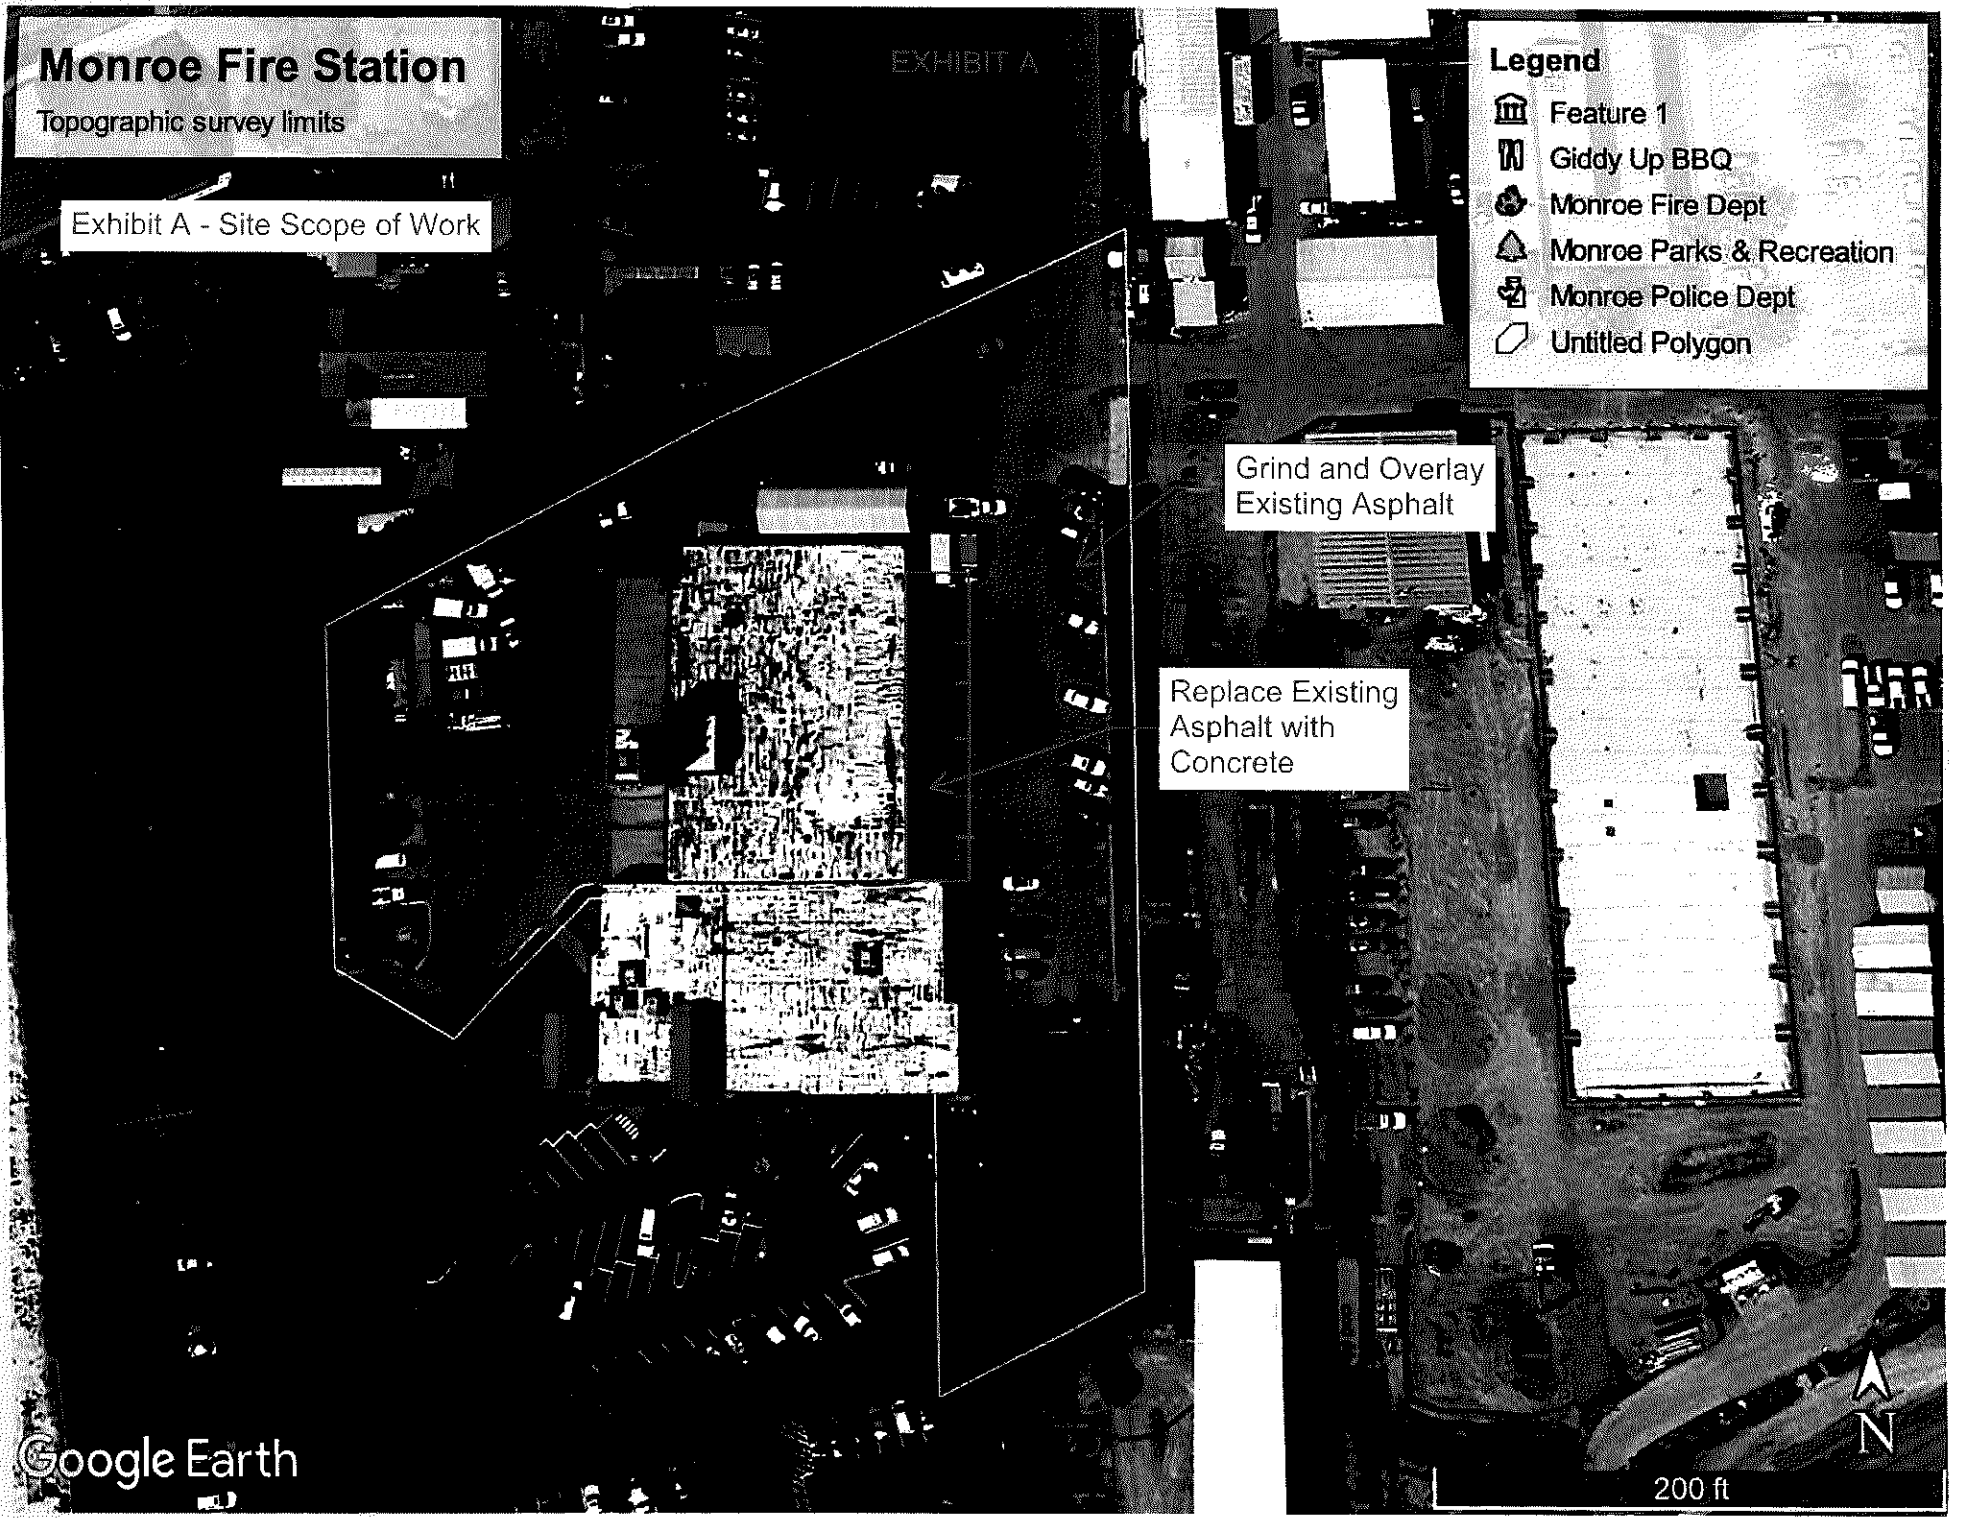 Monroe Fire Station
Topographic survey limits
EXHIBIT A
Exhibit A - Site Scope of Work
Legend
Feature 1
Giddy Up BBQ
Monroe Fire Dept
Monroe Parks & Recreation
Monroe Police Dept
Untitled Polygon
Grind and Overlay
Existing Asphalt
Replace Existing
Asphalt with
Concrete
Google Earth
N
200 ft